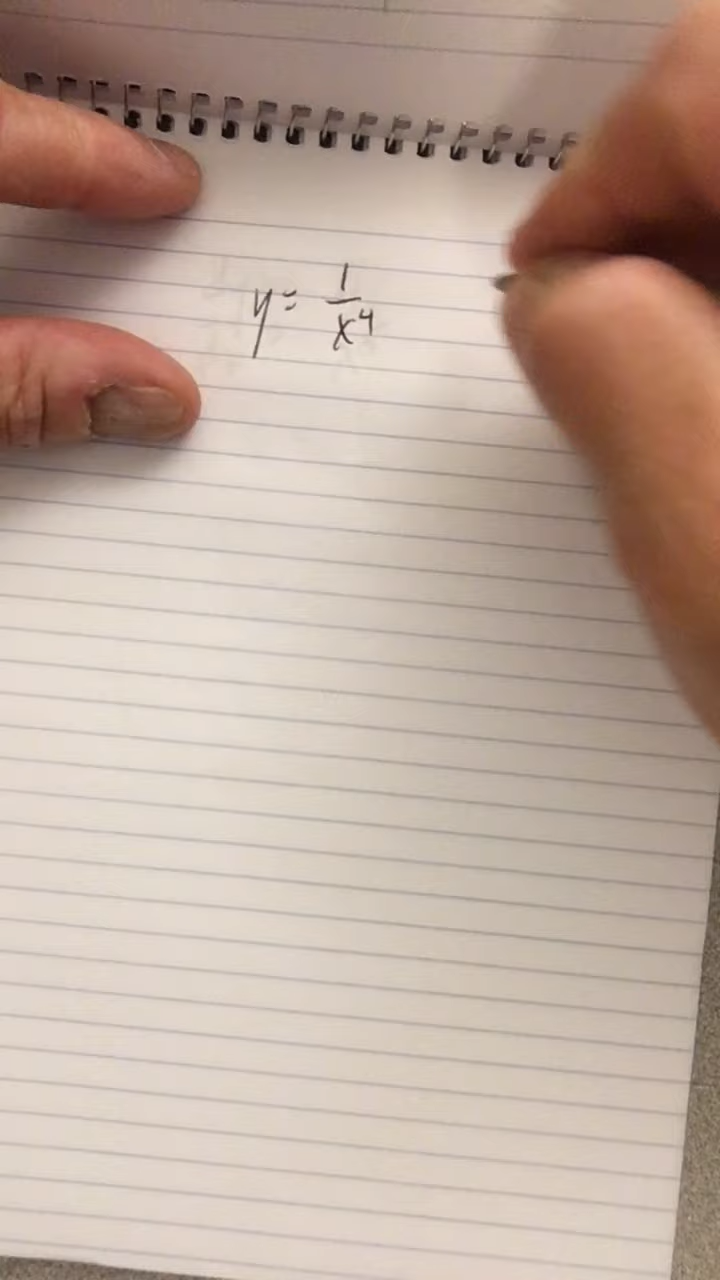 y = 1/x⁴